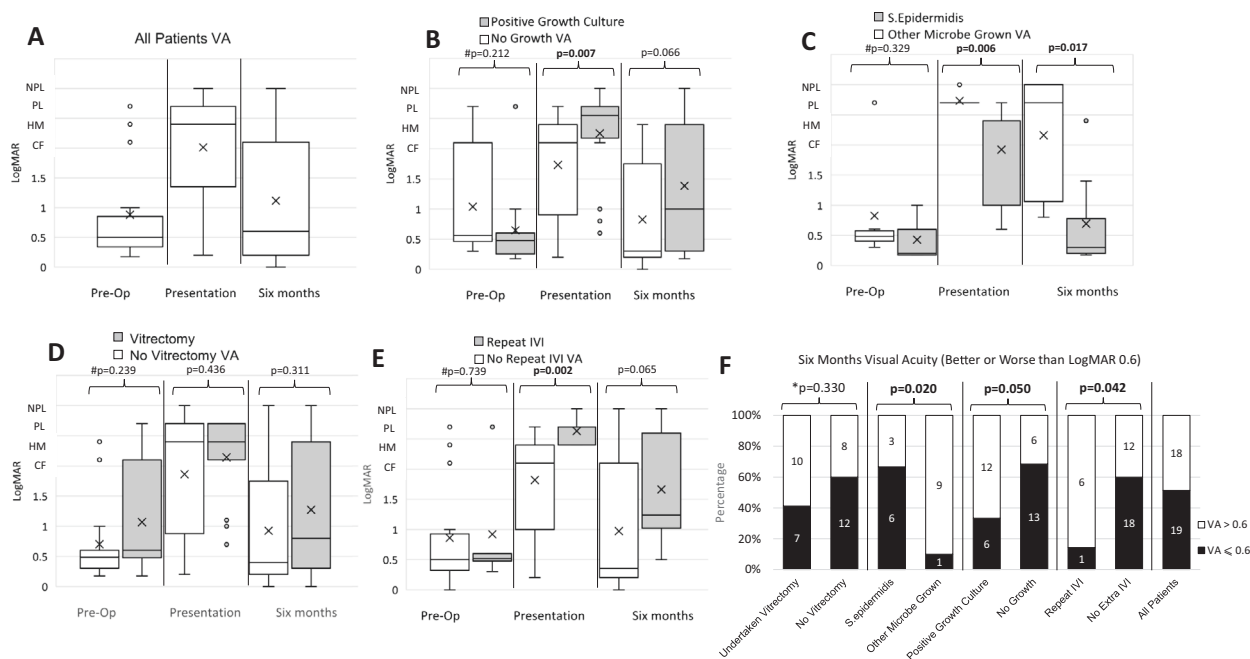 A
All Patients VA
NPL
PL
HM
CF
1.5
1
0.5
0
LogMAR
Pre-Op
Presentation
Six months
B
Positive Growth Culture
No Growth VA
#p=0.212
p=0.007
p=0.066
NPL
PL
HM
CF
1.5
1
0.5
0
LogMAR
Pre-Op
Presentation
Six months
C
S.Epidermidis
Other Microbe Grown VA
#p=0.329
p=0.006
p=0.017
NPL
PL
HM
CF
1.5
1
0.5
0
LogMAR
Pre-Op
Presentation
Six months
D
Vitrectomy
No Vitrectomy VA
#p=0.239
p=0.436
p=0.311
NPL
PL
HM
CF
1.5
1
0.5
0
LogMAR
Pre-Op
Presentation
Six months
E
Repeat IVI
No Repeat IVI VA
#p=0.739
p=0.002
p=0.065
NPL
PL
HM
CF
1.5
1
0.5
0
LogMAR
Pre-Op
Presentation
Six months
F
Six Months Visual Acuity (Better or Worse than LogMAR 0.6)
*p=0.330
p=0.020
p=0.050
p=0.042
100%
80%
60%
40%
20%
0%
Percentage
10
8
3
9
12
6
6
12
18
7
12
6
1
6
13
1
18
19
VA > 0.6
VA ⩽ 0.6
Undertaken Vitrectomy
No Vitrectomy
S.epidermidis
Other Microbe Grown
Positive Growth Culture
No Growth
Repeat IVI
No Extra IVI
All Patients